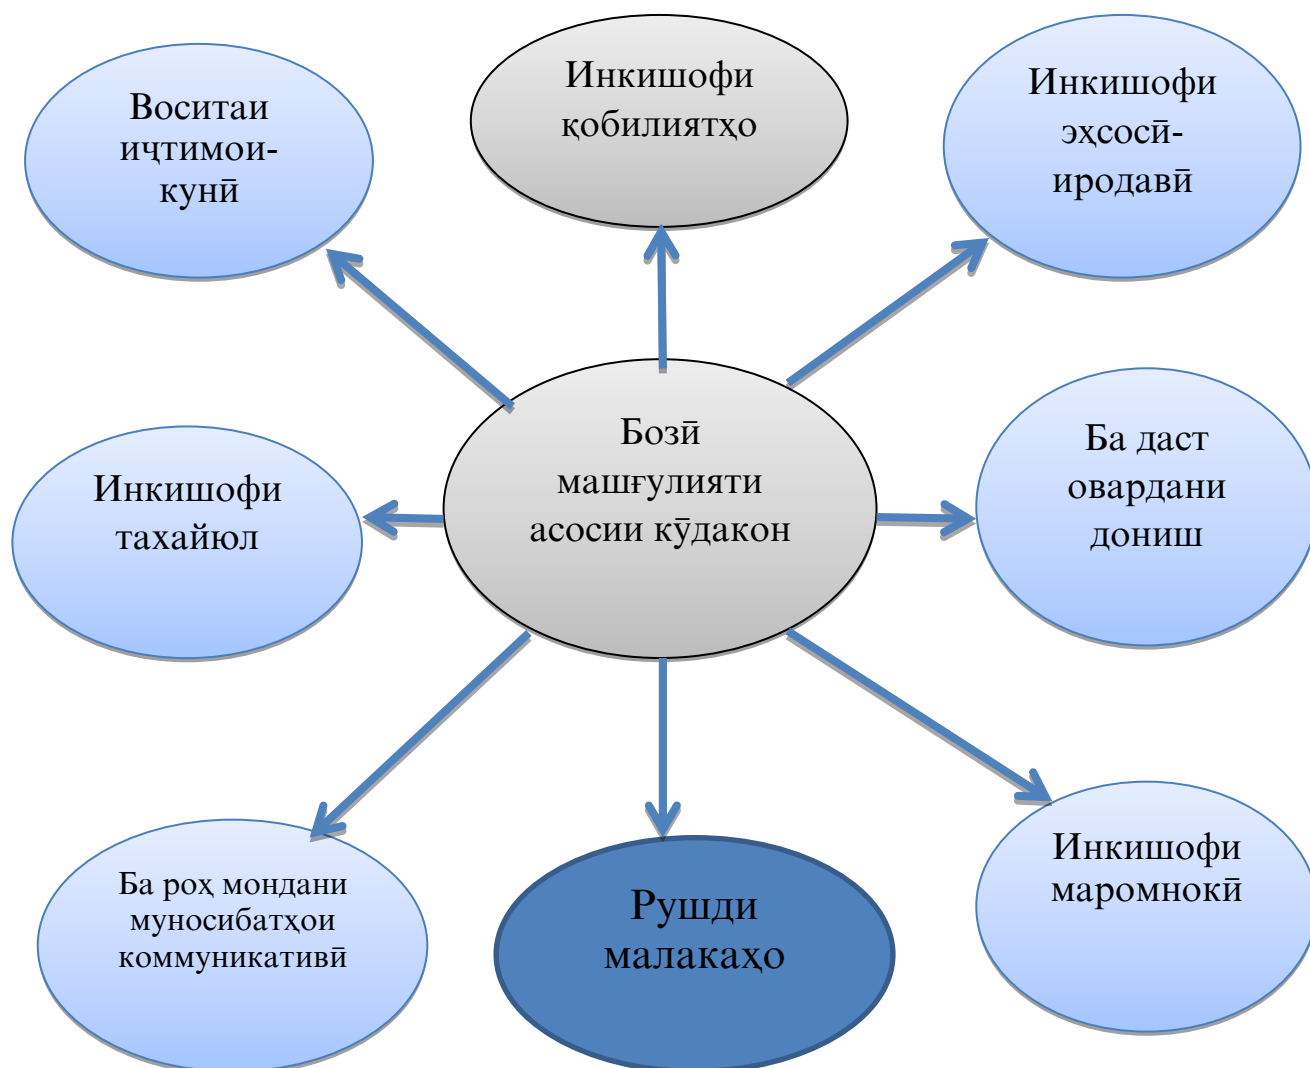 Воситаи
иҷтимои-
кунӣ
Инкишофи
қобилиятҳо
Инкишофи
эҳсосӣ-
иродавӣ
Инкишофи
тахайюл
Бозӣ
машғулияти
асосии кӯдакон
Ба даст
овардани
дониш
Ба роҳ мондани
муносибатҳои
коммуникативӣ
Рушди
малакаҳо
Инкишофи
маромнокӣ